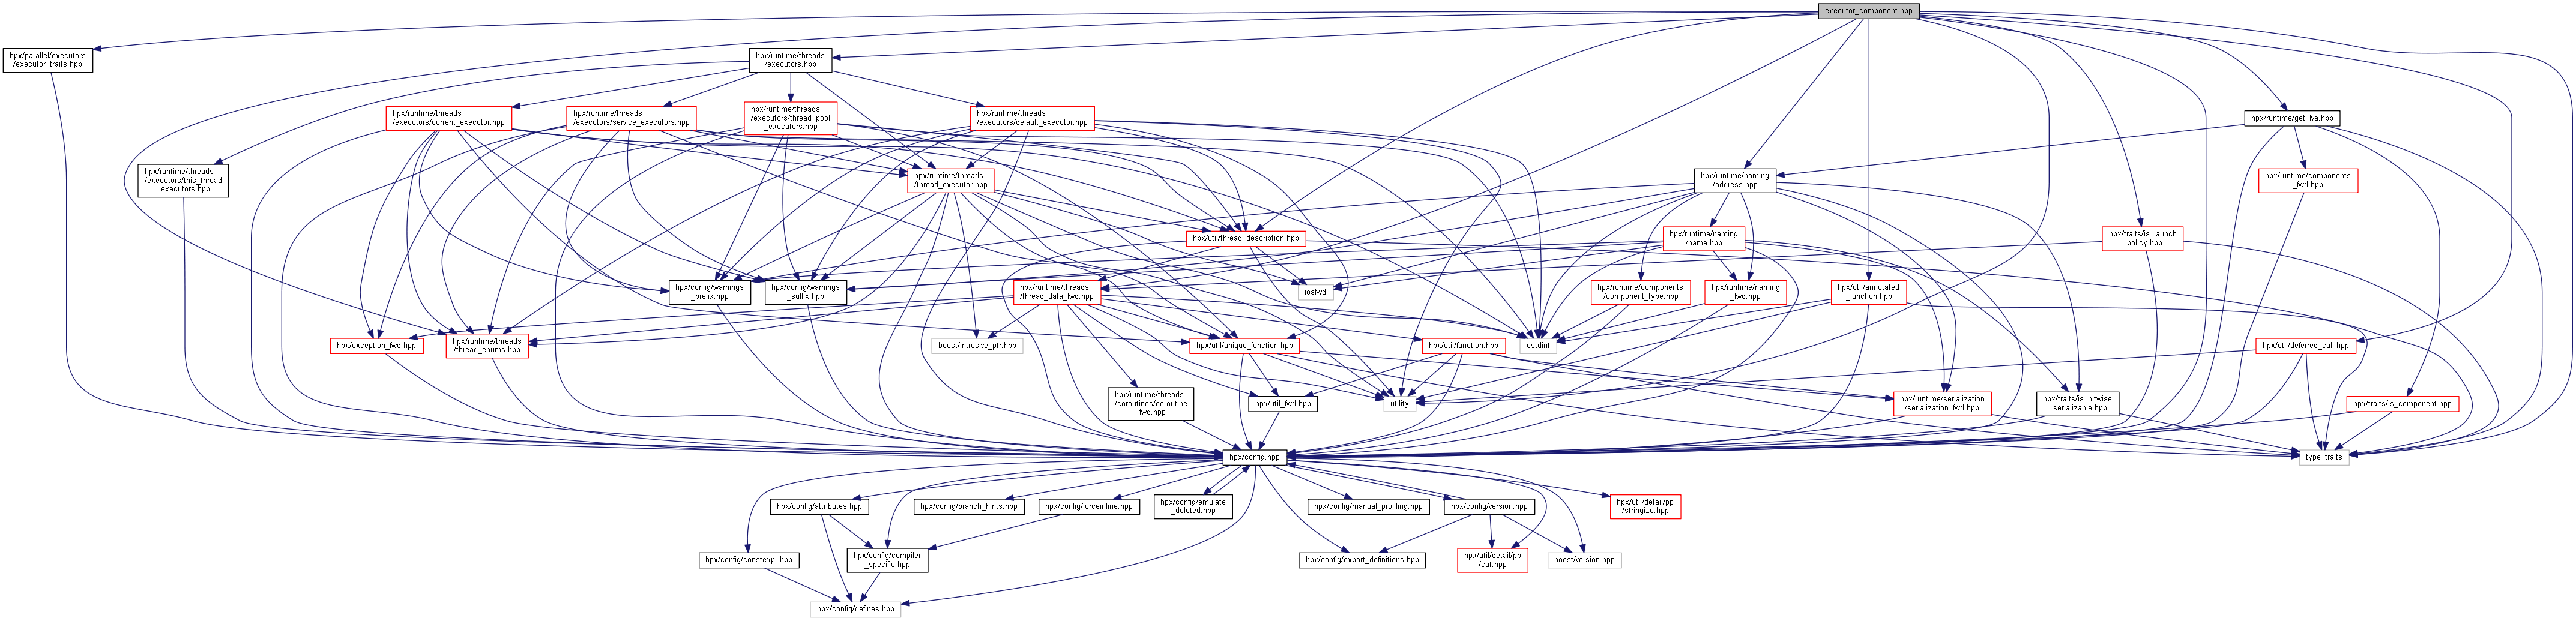 executor_component.hpp
hpx/parallel/executors
/executor_traits.hpp
hpx/runtime/threads
/executors.hpp
hpx/runtime/threads
/executors/current_executor.hpp
hpx/runtime/threads
/executors/service_executors.hpp
hpx/runtime/threads
/executors/thread_pool
_executors.hpp
hpx/runtime/threads
/executors/default_executor.hpp
hpx/runtime/get_lva.hpp
hpx/runtime/threads
/executors/this_thread
_executors.hpp
hpx/runtime/threads
/thread_executor.hpp
hpx/runtime/naming
/address.hpp
hpx/runtime/components
_fwd.hpp
hpx/util/thread_description.hpp
hpx/runtime/naming
/name.hpp
hpx/traits/is_launch
_policy.hpp
hpx/config/warnings
_prefix.hpp
hpx/config/warnings
_suffix.hpp
hpx/runtime/threads
/thread_data_fwd.hpp
iosfwd
hpx/runtime/components
/component_type.hpp
hpx/runtime/naming
_fwd.hpp
hpx/util/annotated
_function.hpp
hpx/exception_fwd.hpp
hpx/runtime/threads
/thread_enums.hpp
boost/intrusive_ptr.hpp
hpx/util/unique_function.hpp
hpx/util/function.hpp
cstdint
hpx/util/deferred_call.hpp
hpx/runtime/threads
/coroutines/coroutine
_fwd.hpp
hpx/util_fwd.hpp
utility
hpx/runtime/serialization
/serialization_fwd.hpp
hpx/traits/is_bitwise
_serializable.hpp
hpx/traits/is_component.hpp
hpx/config.hpp
type_traits
hpx/config/attributes.hpp
hpx/config/branch_hints.hpp
hpx/config/forceinline.hpp
hpx/config/emulate
_deleted.hpp
hpx/config/manual_profiling.hpp
hpx/config/version.hpp
hpx/util/detail/pp
/stringize.hpp
hpx/config/constexpr.hpp
hpx/config/compiler
_specific.hpp
hpx/config/export_definitions.hpp
hpx/util/detail/pp
/cat.hpp
boost/version.hpp
hpx/config/defines.hpp